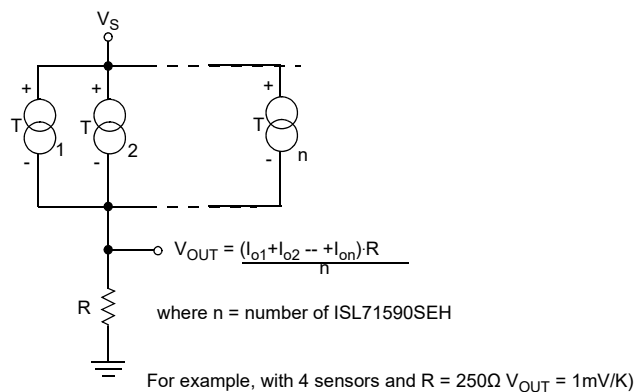 V_S
+ + +
T 1 T 2 T n
- - -
V_OUT = (I_o1+I_o2 -- +I_on)·R
n
R
where n = number of ISL71590SEH
For example, with 4 sensors and R = 250Ω V_OUT = 1mV/K)